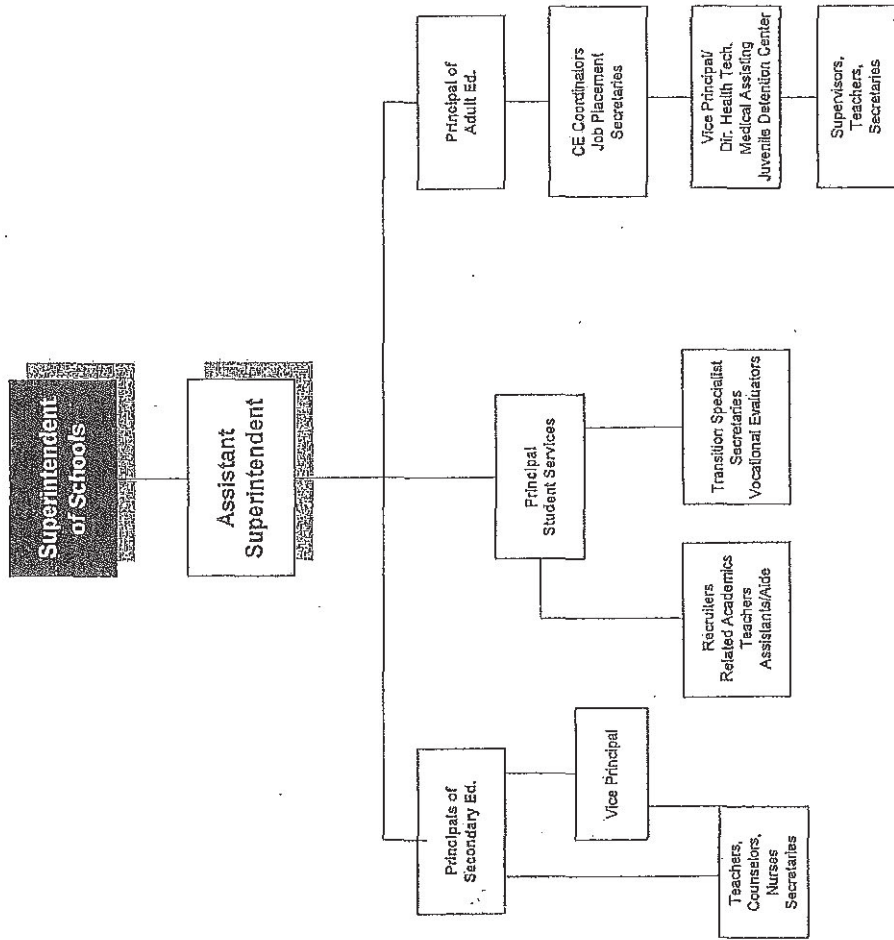 Superintendent
of Schools
Assistant
Superintendent
Principals of
Secondary Ed.
Vice Principal
Teachers,
Counselors,
Nurses
Secretaries
Principal
Student Services
Recruiters
Related Academics
Teachers
Assistants/Aide
Transition Specialist
Secretaries
Vocational Evaluators
Principal of
Adult Ed.
CE Coordinators
Job Placement
Secretaries
Vice Principal/
Dir. Health Tech.
Medical Assisting
Juvenile Detention Center
Supervisors,
Teachers,
Secretaries